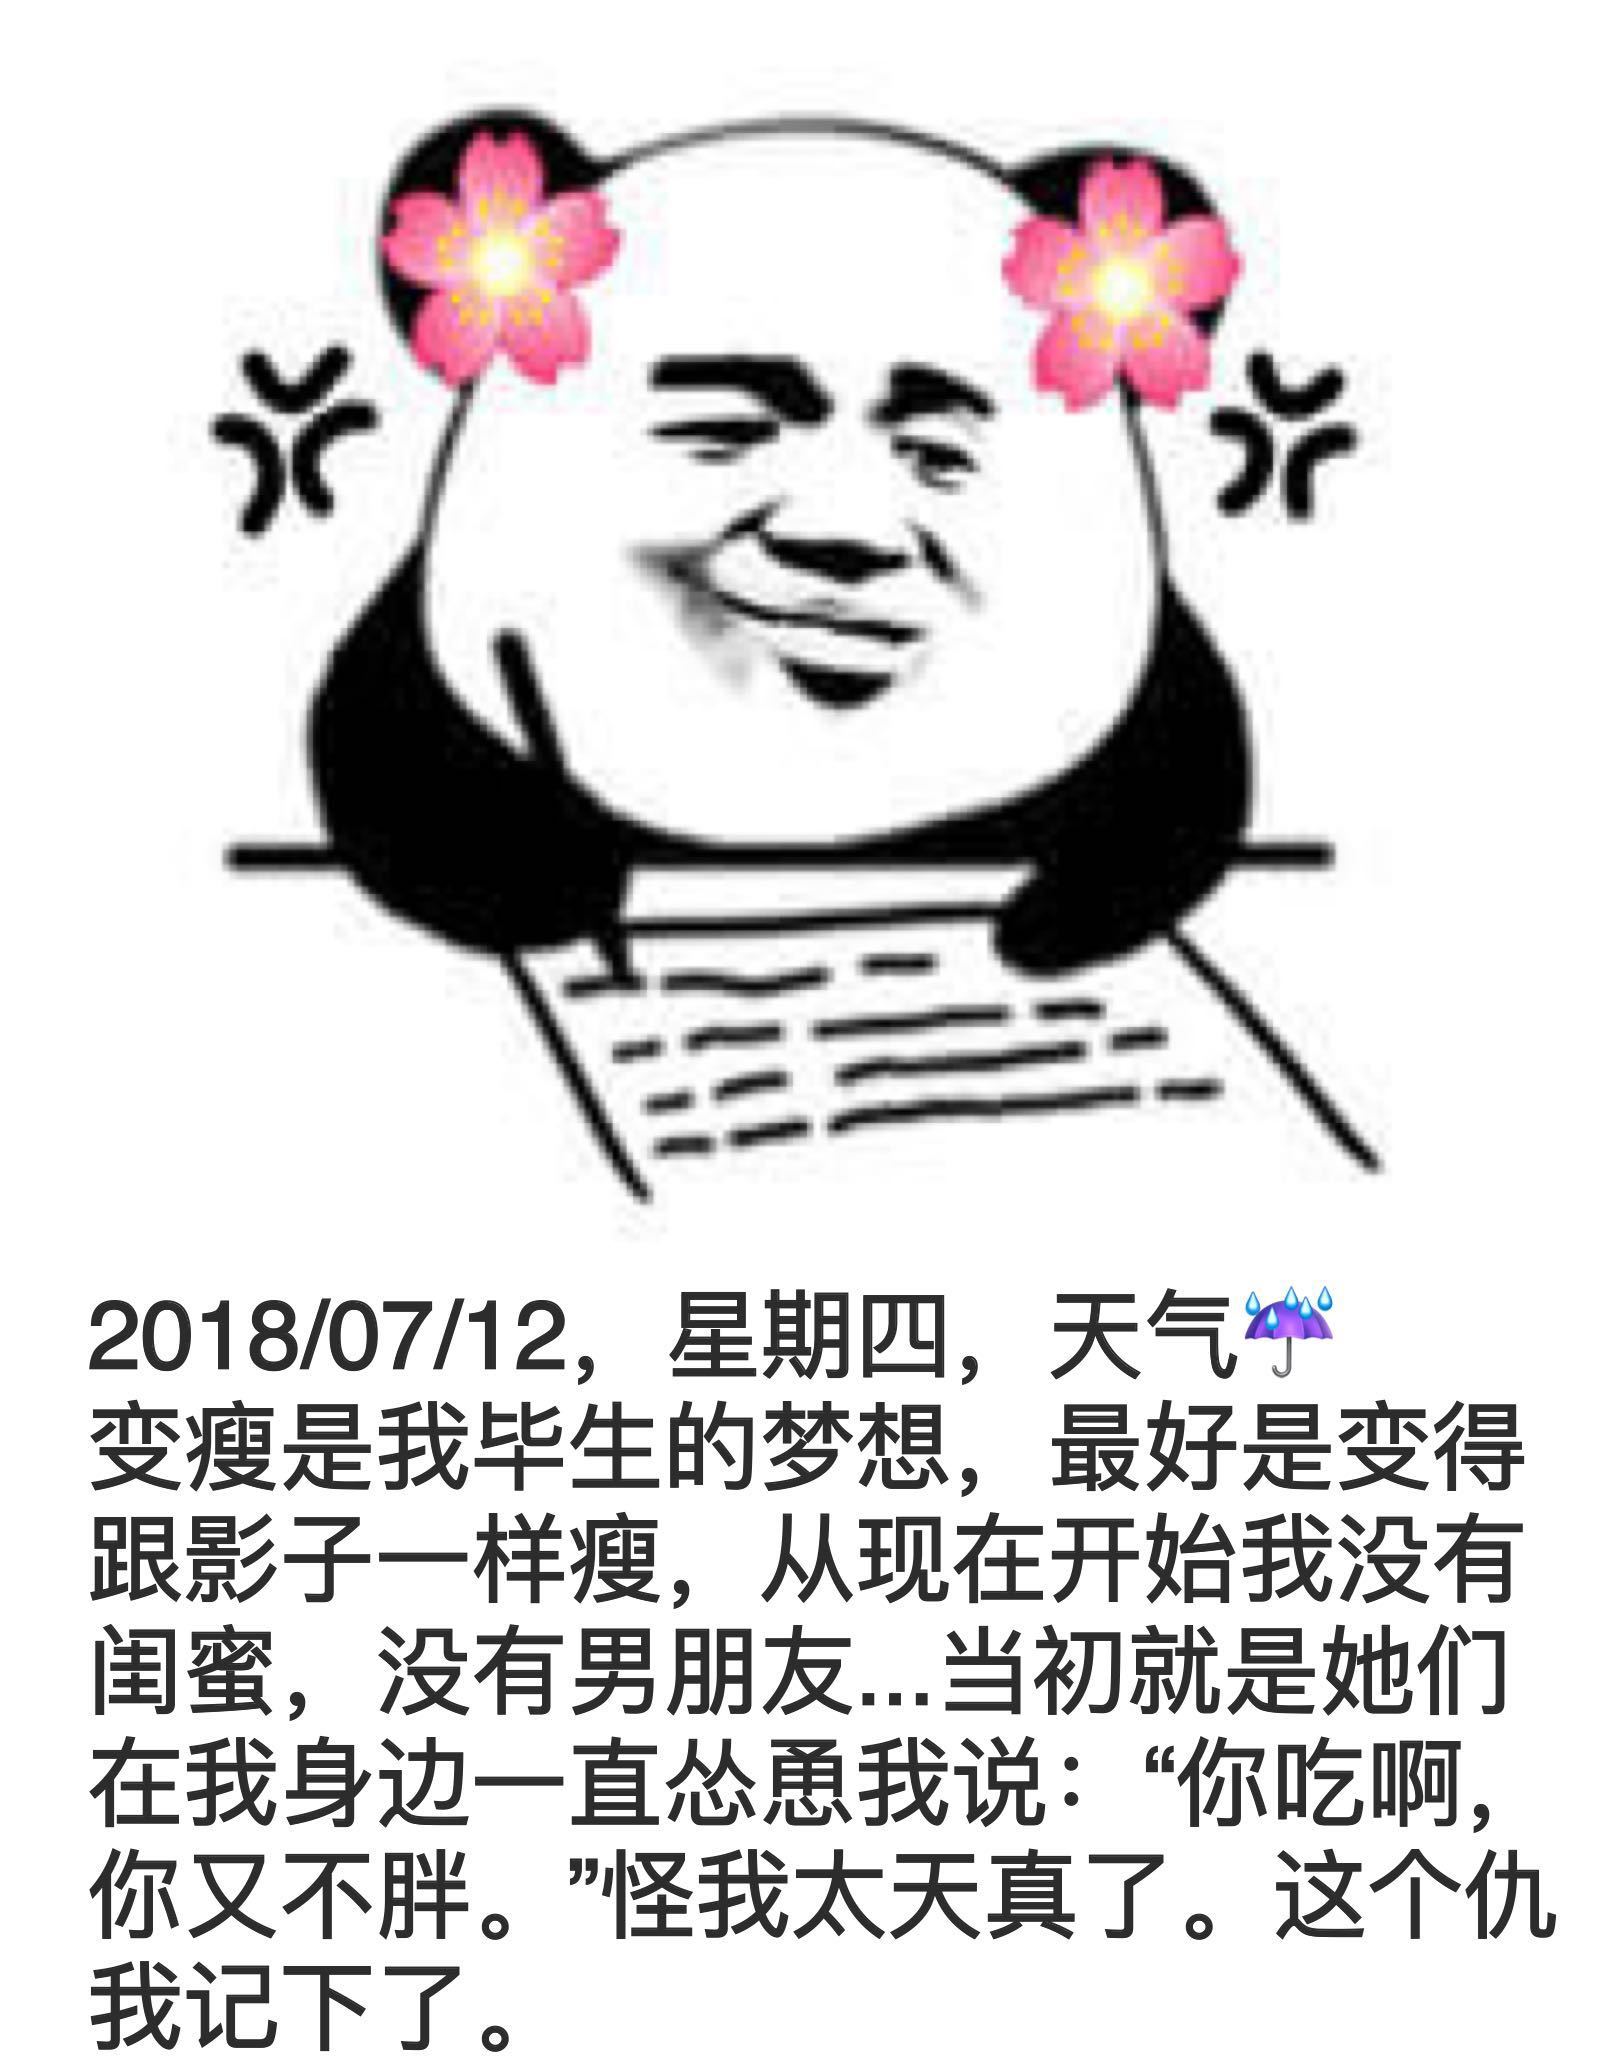 2018/07/12，星期四，天气☔
变瘦是我毕生的梦想，最好是变得
跟影子一样瘦，从现在开始我没有
闺蜜，没有男朋友...当初就是她们
在我身边一直怂恿我说：“你吃啊，
你又不胖。”怪我太天真了。这个仇
我记下了。